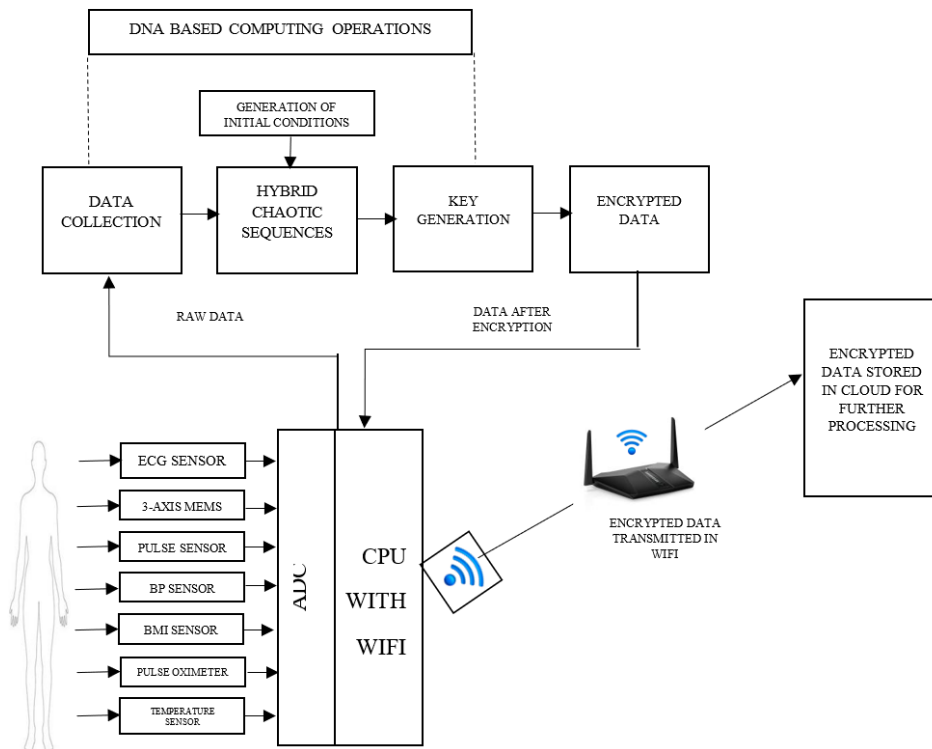 DNA BASED COMPUTING OPERATIONS
GENERATION OF
INITIAL CONDITIONS
DATA
COLLECTION
HYBRID
CHAOTIC
SEQUENCES
KEY
GENERATION
ENCRYPTED
DATA
RAW DATA
DATA AFTER
ENCRYPTION
ENCRYPTED
DATA STORED
IN CLOUD FOR
FURTHER
PROCESSING
ECG SENSOR
3-AXIS MEMS
PULSE SENSOR
BP SENSOR
BMI SENSOR
PULSE OXIMETER
TEMPERATURE
SENSOR
ADC
CPU
WITH
WIFI
ENCRYPTED DATA
TRANSMITTED IN
WIFI